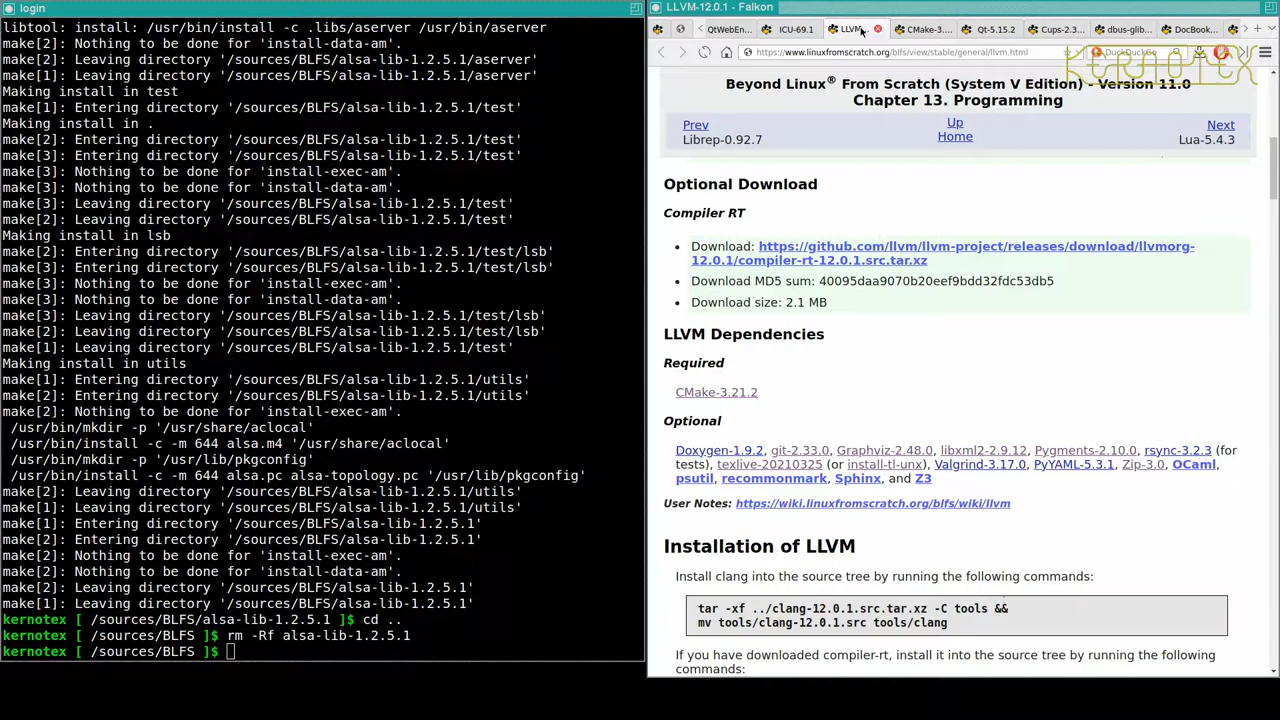 login
libtool: install: /usr/bin/install -c .libs/aserver /usr/bin/aserver
make[2]: Nothing to be done for 'install-data-am'.
make[2]: Leaving directory '/sources/BLFS/alsa-lib-1.2.5.1/aserver'
make[1]: Leaving directory '/sources/BLFS/alsa-lib-1.2.5.1/aserver'
Making install in test
make[1]: Entering directory '/sources/BLFS/alsa-lib-1.2.5.1/test'
Making install in .
make[2]: Entering directory '/sources/BLFS/alsa-lib-1.2.5.1/test'
make[3]: Entering directory '/sources/BLFS/alsa-lib-1.2.5.1/test'
make[3]: Nothing to be done for 'install-exec-am'.
make[3]: Nothing to be done for 'install-data-am'.
make[3]: Leaving directory '/sources/BLFS/alsa-lib-1.2.5.1/test'
make[2]: Leaving directory '/sources/BLFS/alsa-lib-1.2.5.1/test'
Making install in lsb
make[2]: Entering directory '/sources/BLFS/alsa-lib-1.2.5.1/test/lsb'
make[3]: Entering directory '/sources/BLFS/alsa-lib-1.2.5.1/test/lsb'
make[3]: Nothing to be done for 'install-exec-am'.
make[3]: Nothing to be done for 'install-data-am'.
make[3]: Leaving directory '/sources/BLFS/alsa-lib-1.2.5.1/test/lsb'
make[2]: Leaving directory '/sources/BLFS/alsa-lib-1.2.5.1/test/lsb'
make[1]: Leaving directory '/sources/BLFS/alsa-lib-1.2.5.1/test'
Making install in utils
make[1]: Entering directory '/sources/BLFS/alsa-lib-1.2.5.1/utils'
make[2]: Entering directory '/sources/BLFS/alsa-lib-1.2.5.1/utils'
make[2]: Nothing to be done for 'install-exec-am'.
/usr/bin/mkdir -p '/usr/share/aclocal'
/usr/bin/install -c -m 644 alsa.m4 '/usr/share/aclocal'
/usr/bin/mkdir -p '/usr/lib/pkgconfig'
/usr/bin/install -c -m 644 alsa.pc alsa-topology.pc '/usr/lib/pkgconfig'
make[2]: Leaving directory '/sources/BLFS/alsa-lib-1.2.5.1/utils'
make[1]: Leaving directory '/sources/BLFS/alsa-lib-1.2.5.1/utils'
make[1]: Entering directory '/sources/BLFS/alsa-lib-1.2.5.1'
make[2]: Entering directory '/sources/BLFS/alsa-lib-1.2.5.1'
make[2]: Nothing to be done for 'install-exec-am'.
make[2]: Nothing to be done for 'install-data-am'.
make[2]: Leaving directory '/sources/BLFS/alsa-lib-1.2.5.1'
make[1]: Leaving directory '/sources/BLFS/alsa-lib-1.2.5.1'
kernotex [ /sources/BLFS/alsa-lib-1.2.5.1 ]$ cd ..
kernotex [ /sources/BLFS ]$ rm -Rf alsa-lib-1.2.5.1
kernotex [ /sources/BLFS ]$
LLVM-12.0.1 - Falkon
QtWebEn... ICU-69.1 LLVM... CMake-3.... Qt-5.15.2 Cups-2.3... dbus-glib... DocBook...
https://www.linuxfromscratch.org/blfs/view/stable/general/llvm.html DuckDuckGo
KERNOTEX
Beyond Linux® From Scratch (System V Edition) - Version 11.0
Chapter 13. Programming
Prev Up Next
Librep-0.92.7 Home Lua-5.4.3
Optional Download
Compiler RT
Download: https://github.com/llvm/llvm-project/releases/download/llvmorg-
12.0.1/compiler-rt-12.0.1.src.tar.xz
Download MD5 sum: 40095daa9070b20eef9bdd32fdc53db5
Download size: 2.1 MB
LLVM Dependencies
Required
CMake-3.21.2
Optional
Doxygen-1.9.2, git-2.33.0, Graphviz-2.48.0, libxml2-2.9.12, Pygments-2.10.0, rsync-3.2.3 (for
tests), texlive-20210325 (or install-tl-unx), Valgrind-3.17.0, PyYAML-5.3.1, Zip-3.0, OCaml,
psutil, recommonmark, Sphinx, and Z3
User Notes: https://wiki.linuxfromscratch.org/blfs/wiki/llvm
Installation of LLVM
Install clang into the source tree by running the following commands:
tar -xf ../clang-12.0.1.src.tar.xz -C tools &&
mv tools/clang-12.0.1.src tools/clang
If you have downloaded compiler-rt, install it into the source tree by running the following
commands: